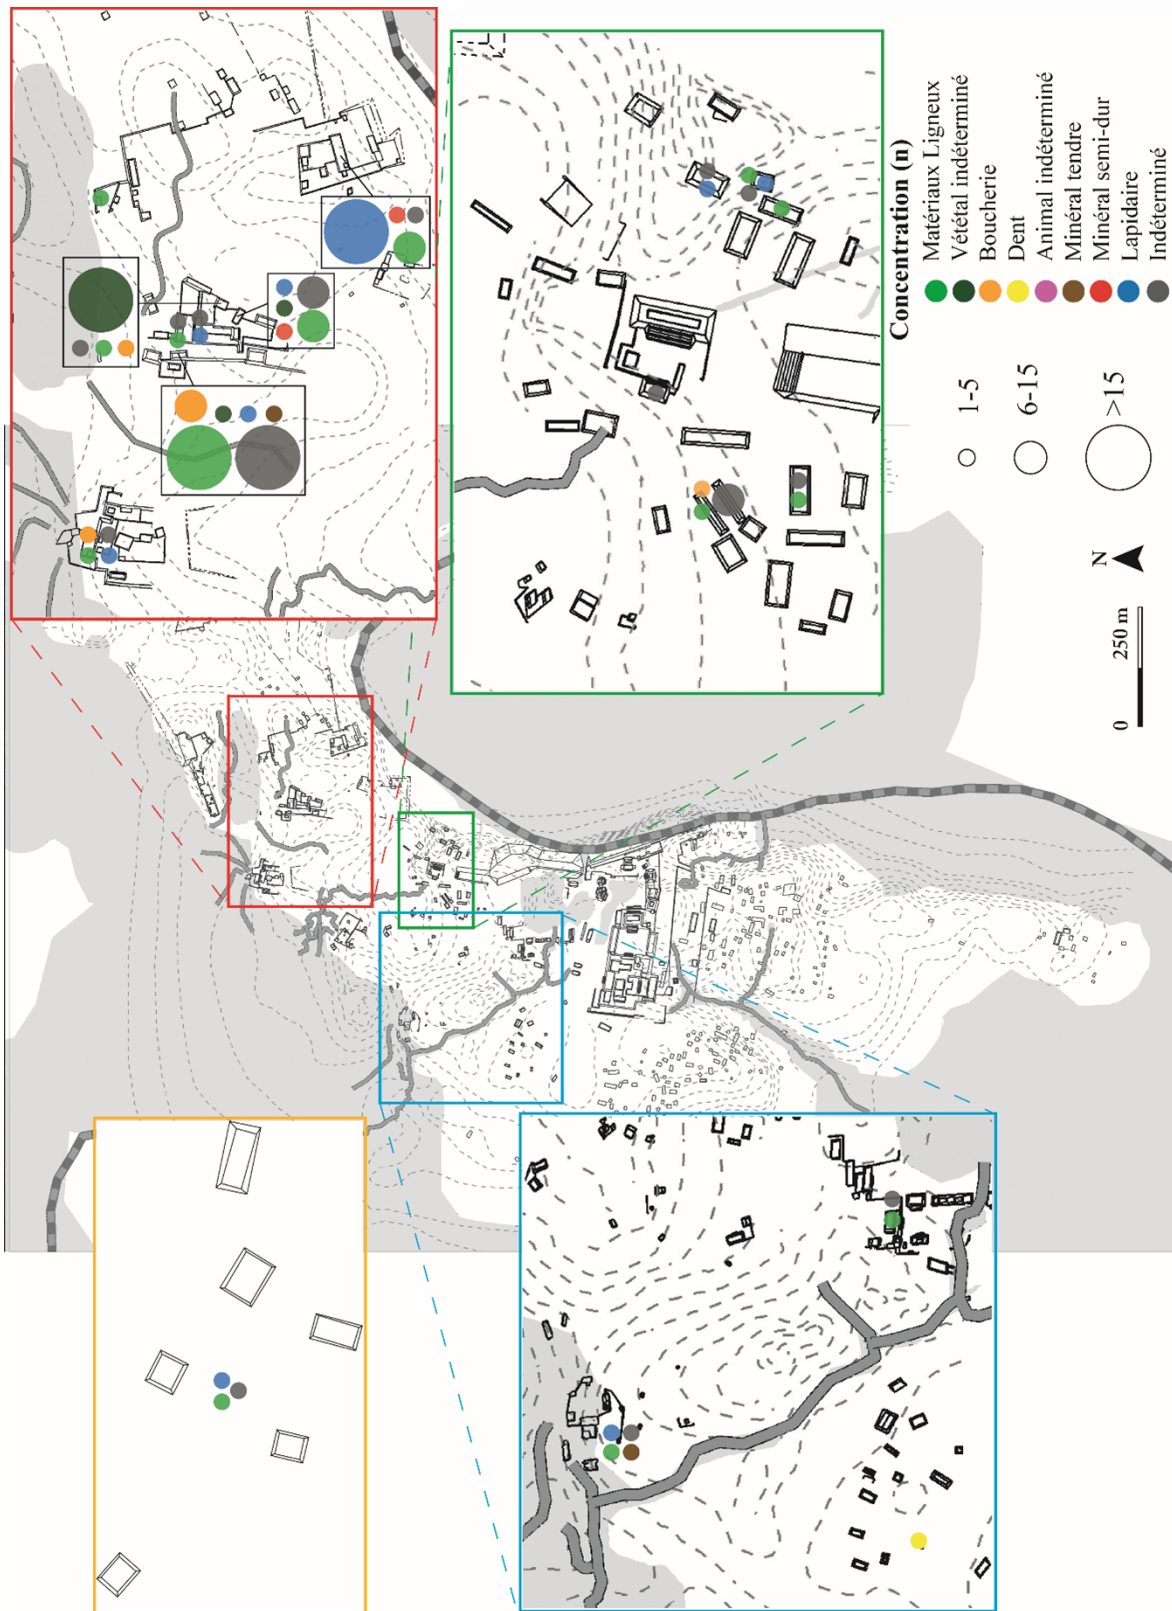 Concentration (n)
Matériaux Ligneux
Vététal indéterminé
Boucherie
Dent
Animal indéterminé
Minéral tendre
Minéral semi-dur
Lapidaire
Indéterminé
1-5
6-15
>15
N
0 250 m